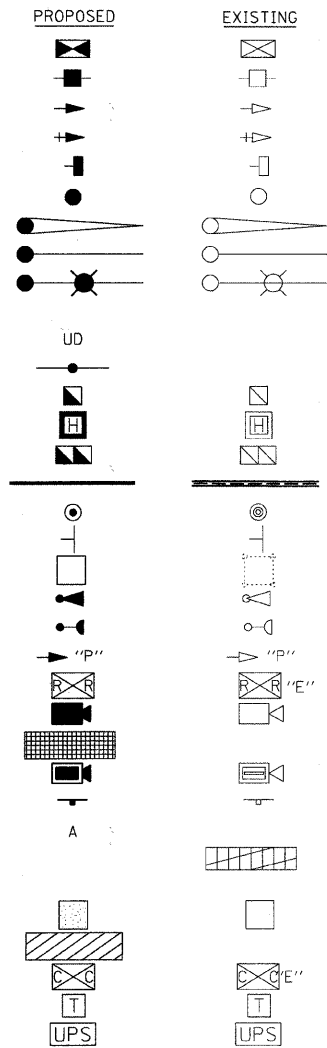 PROPOSED EXISTING
UD
H H
"P" "P"
R R R R "E"
A
C C C C "E"
T T
UPS UPS